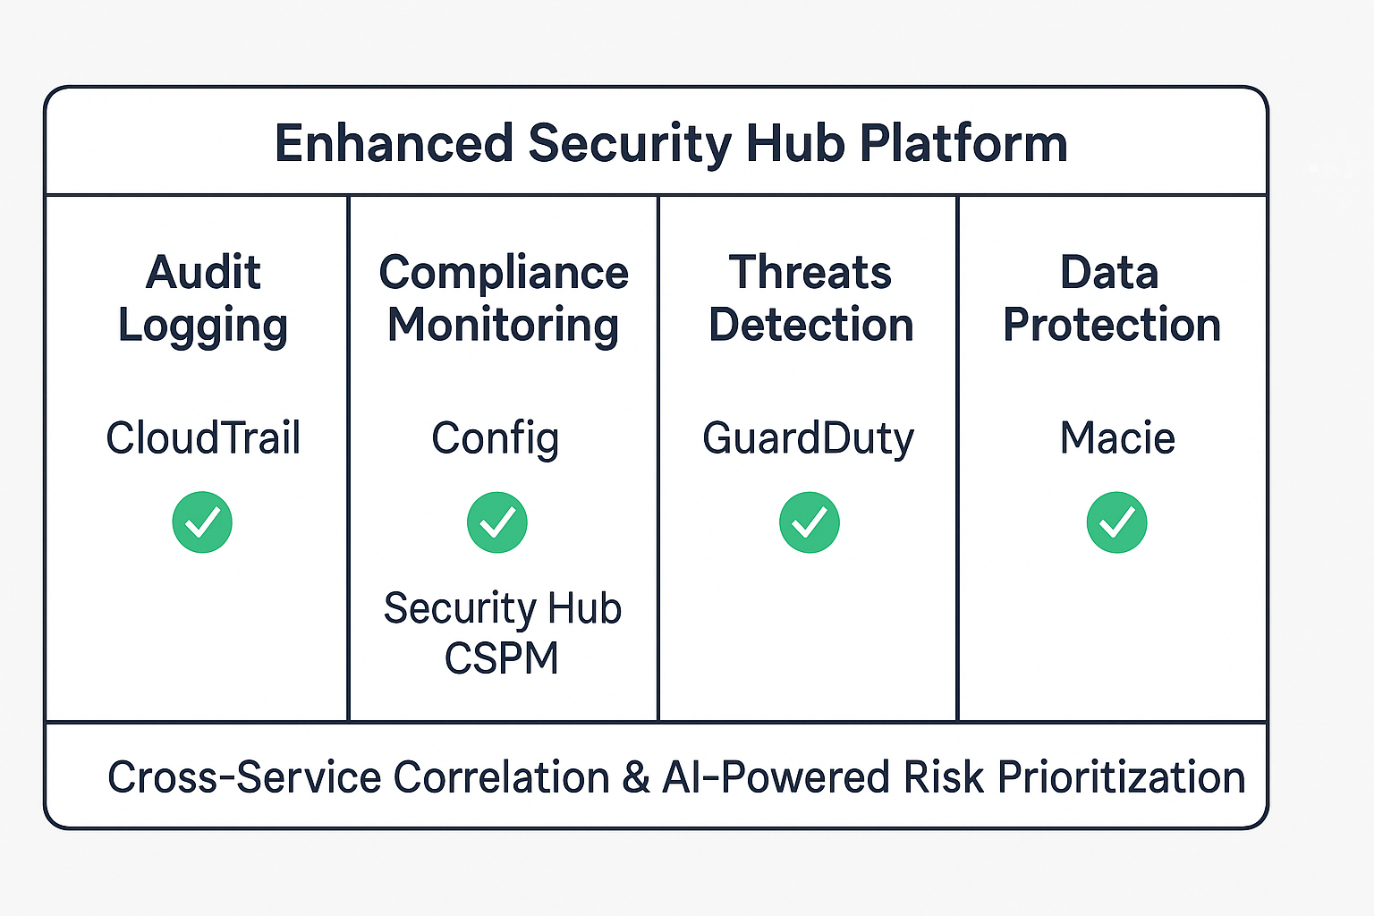 Enhanced Security Hub Platform
Audit
Logging
CloudTrail
Compliance
Monitoring
Config
Security Hub
CSPM
Threats
Detection
GuardDuty
Data
Protection
Macie
Cross-Service Correlation & AI-Powered Risk Prioritization